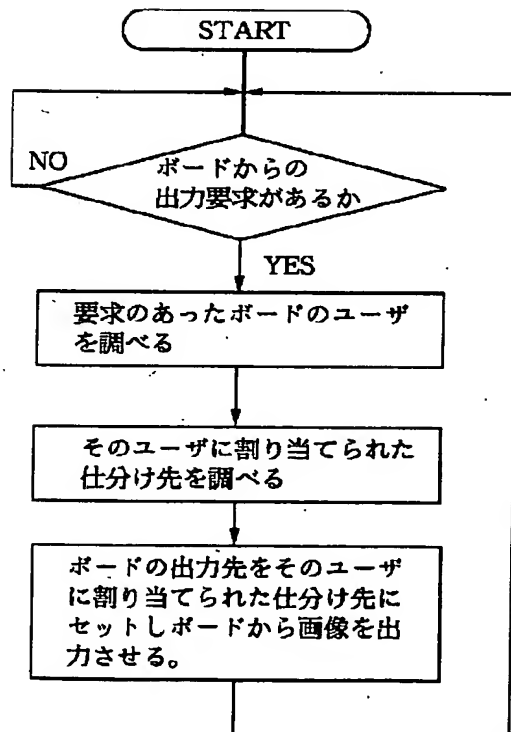 START
NO
ボードからの
出力要求があるか
YES
要求のあったボードのユーザ
を調べる
そのユーザに割り当てられた
仕分け先を調べる
ボードの出力先をそのユーザ
に割り当てられた仕分け先に
セットしボードから画像を出
力させる。